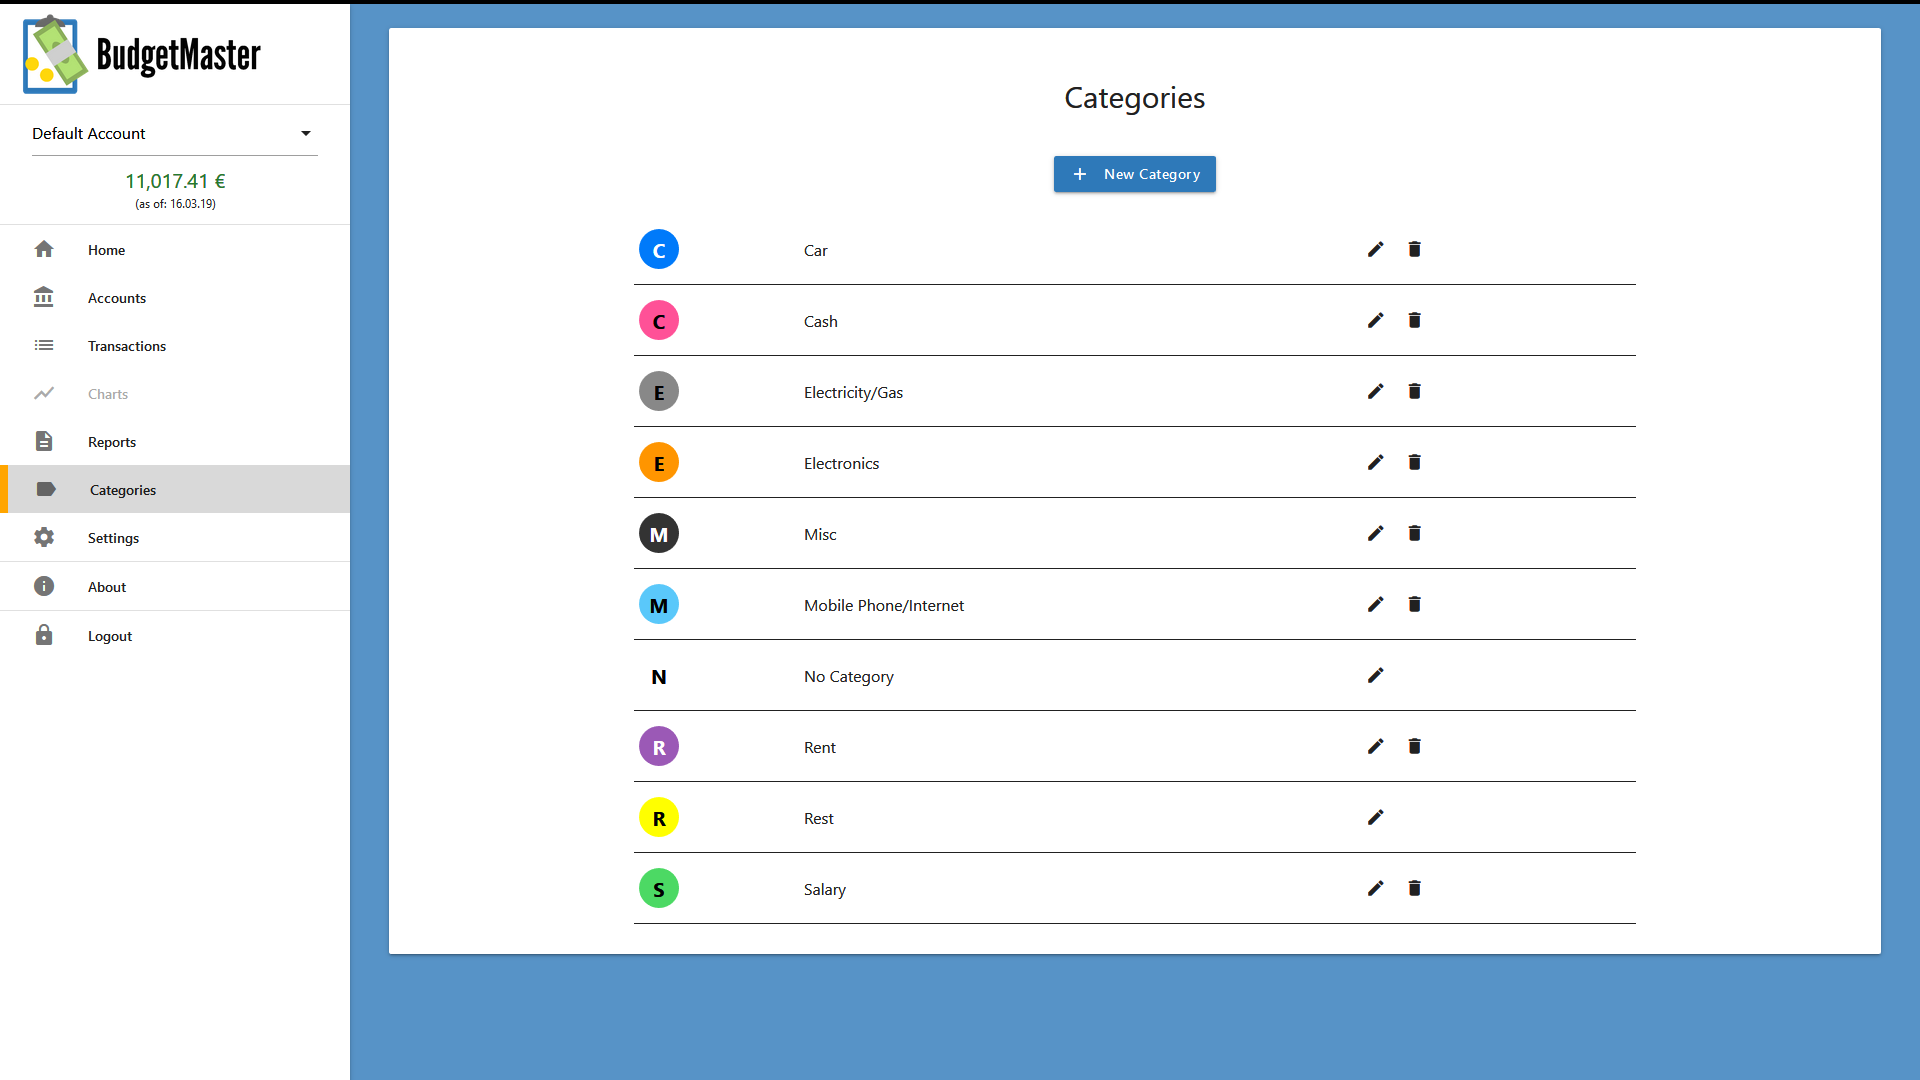 BudgetMaster
Default Account
11,017.41 €
(as of: 16.03.19)
Home
Accounts
Transactions
Charts
Reports
Categories
Settings
About
Logout
Categories
New Category
C Car
C Cash
E Electricity/Gas
E Electronics
M Misc
M Mobile Phone/Internet
N No Category
R Rent
R Rest
S Salary